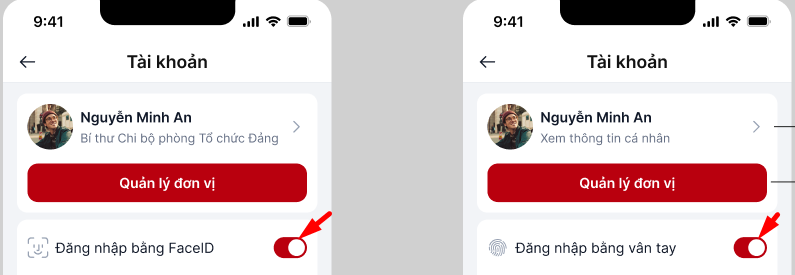 9:41
Tài khoản
Nguyễn Minh An
Bí thư Chi bộ phòng Tổ chức Đảng
Quản lý đơn vị
Đăng nhập bằng FaceID
9:41
Tài khoản
Nguyễn Minh An
Xem thông tin cá nhân
Quản lý đơn vị
Đăng nhập bằng vân tay